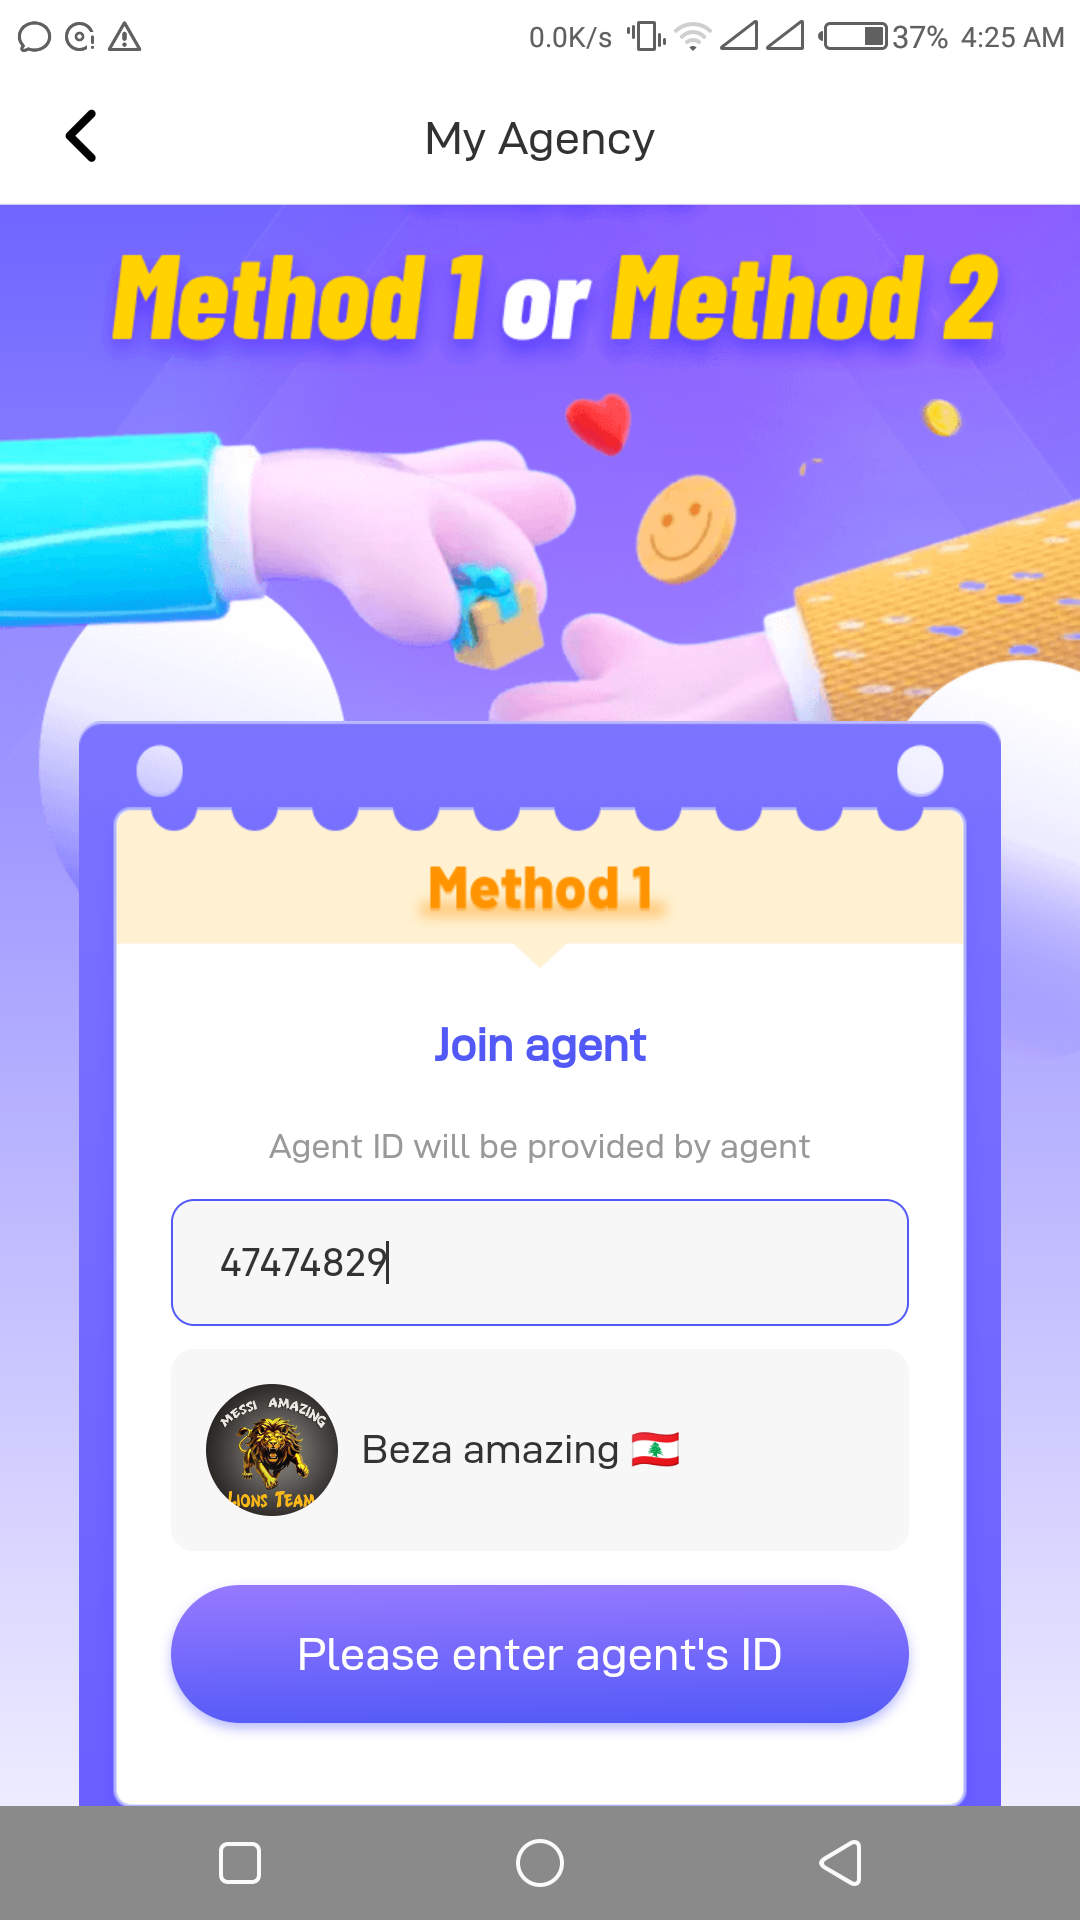 0.0K/s 37% 4:25 AM
My Agency
Method 1 or Method 2
Method 1
Join agent
Agent ID will be provided by agent
47474829
MESSI AMAZING
LIONS TEAM
Beza amazing 🇱🇧
Please enter agent's ID